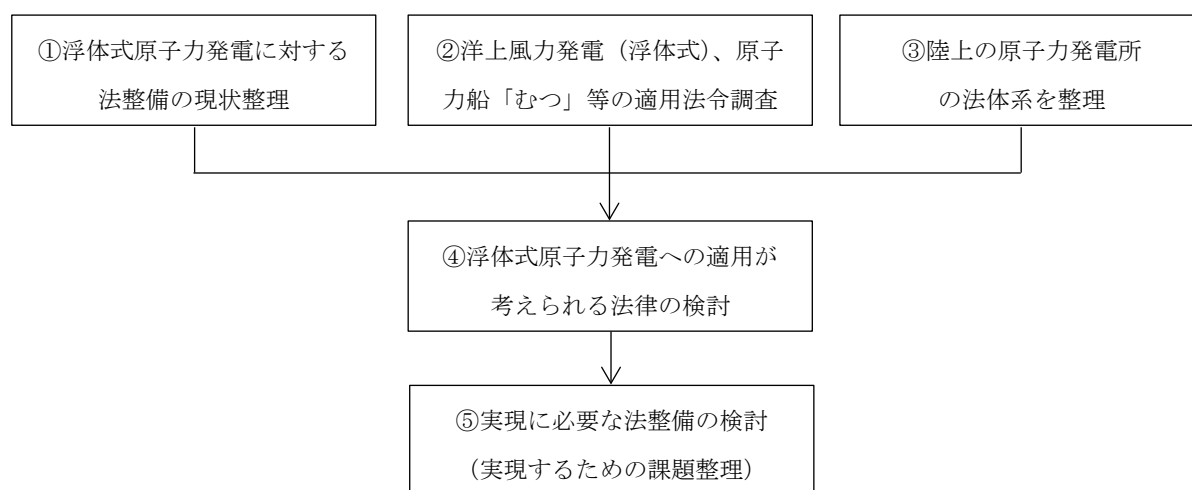 ①浮体式原子力発電に対する
法整備の現状整理
②洋上風力発電（浮体式）、原子
力船「むつ」等の適用法令調査
③陸上の原子力発電所
の法体系を整理
④浮体式原子力発電への適用が
考えられる法律の検討
⑤実現に必要な法整備の検討
（実現するための課題整理）